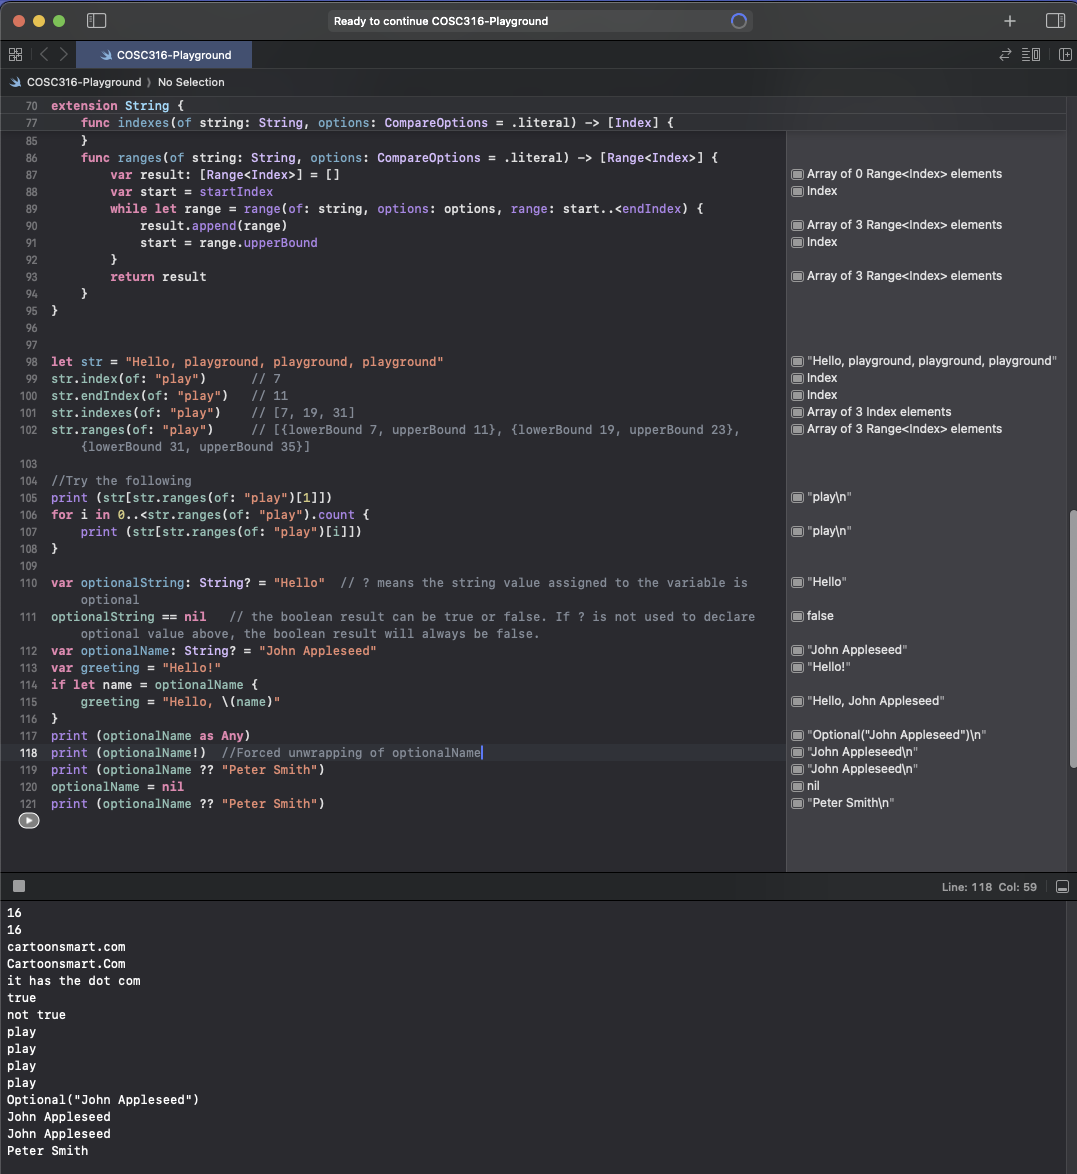 Ready to continue COSC316-Playground
COSC316-Playground
COSC316-Playground ⟩ No Selection
70 extension String {
77     func indexes(of string: String, options: CompareOptions = .literal) -> [Index] {
85     }
86     func ranges(of string: String, options: CompareOptions = .literal) -> [Range<Index>] {
87         var result: [Range<Index>] = [] Array of 0 Range<Index> elements
88         var start = startIndex Index
89         while let range = range(of: string, options: options, range: start..<endIndex) {
90             result.append(range) Array of 3 Range<Index> elements
91             start = range.upperBound Index
92         }
93         return result Array of 3 Range<Index> elements
94     }
95 }
96
97
98 let str = "Hello, playground, playground, playground" "Hello, playground, playground, playground"
99 str.index(of: "play")      // 7 Index
100 str.endIndex(of: "play")   // 11 Index
101 str.indexes(of: "play")    // [7, 19, 31] Array of 3 Index elements
102 str.ranges(of: "play")     // [{lowerBound 7, upperBound 11}, {lowerBound 19, upperBound 23}, Array of 3 Range<Index> elements
{lowerBound 31, upperBound 35}]
103
104 //Try the following
105 print (str[str.ranges(of: "play")[1]]) "play\n"
106 for i in 0..<str.ranges(of: "play").count {
107     print (str[str.ranges(of: "play")[i]]) "play\n"
108 }
109
110 var optionalString: String? = "Hello"  // ? means the string value assigned to the variable is "Hello"
optional
111 optionalString == nil   // the boolean result can be true or false. If ? is not used to declare false
optional value above, the boolean result will always be false.
112 var optionalName: String? = "John Appleseed" "John Appleseed"
113 var greeting = "Hello!" "Hello!"
114 if let name = optionalName {
115     greeting = "Hello, \(name)" "Hello, John Appleseed"
116 }
117 print (optionalName as Any) "Optional("John Appleseed")\n"
118 print (optionalName!)  //Forced unwrapping of optionalName "John Appleseed\n"
119 print (optionalName ?? "Peter Smith") "John Appleseed\n"
120 optionalName = nil nil
121 print (optionalName ?? "Peter Smith") "Peter Smith\n"
Line: 118 Col: 59
16
16
cartoonsmart.com
Cartoonsmart.Com
it has the dot com
true
not true
play
play
play
play
Optional("John Appleseed")
John Appleseed
John Appleseed
Peter Smith